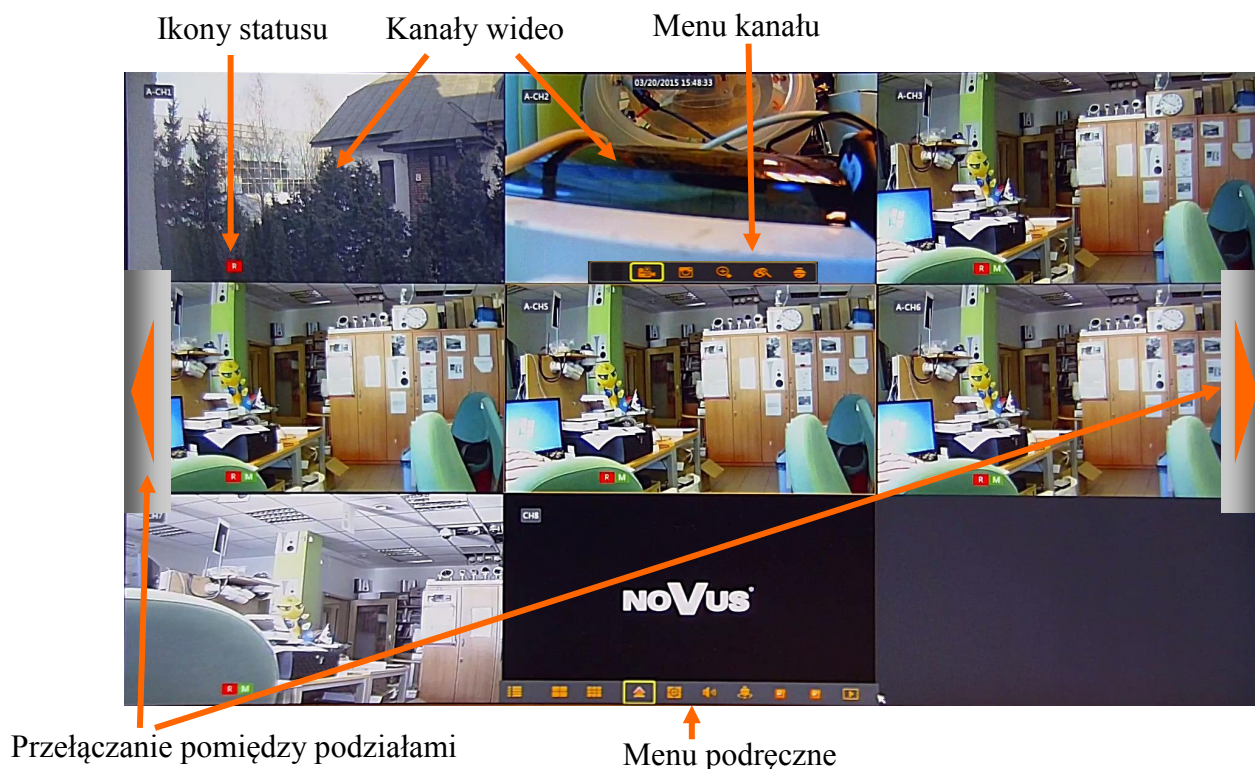 Ikony statusu
Kanały wideo
Menu kanału
A-CH1
A-CH2
03/20/2015 15:48:33
A-CH3
R
R M
A-CH5
A-CH6
R M
R M
R M
CH7
CH8
NOVUS
R M
Przełączanie pomiędzy podziałami
Menu podręczne